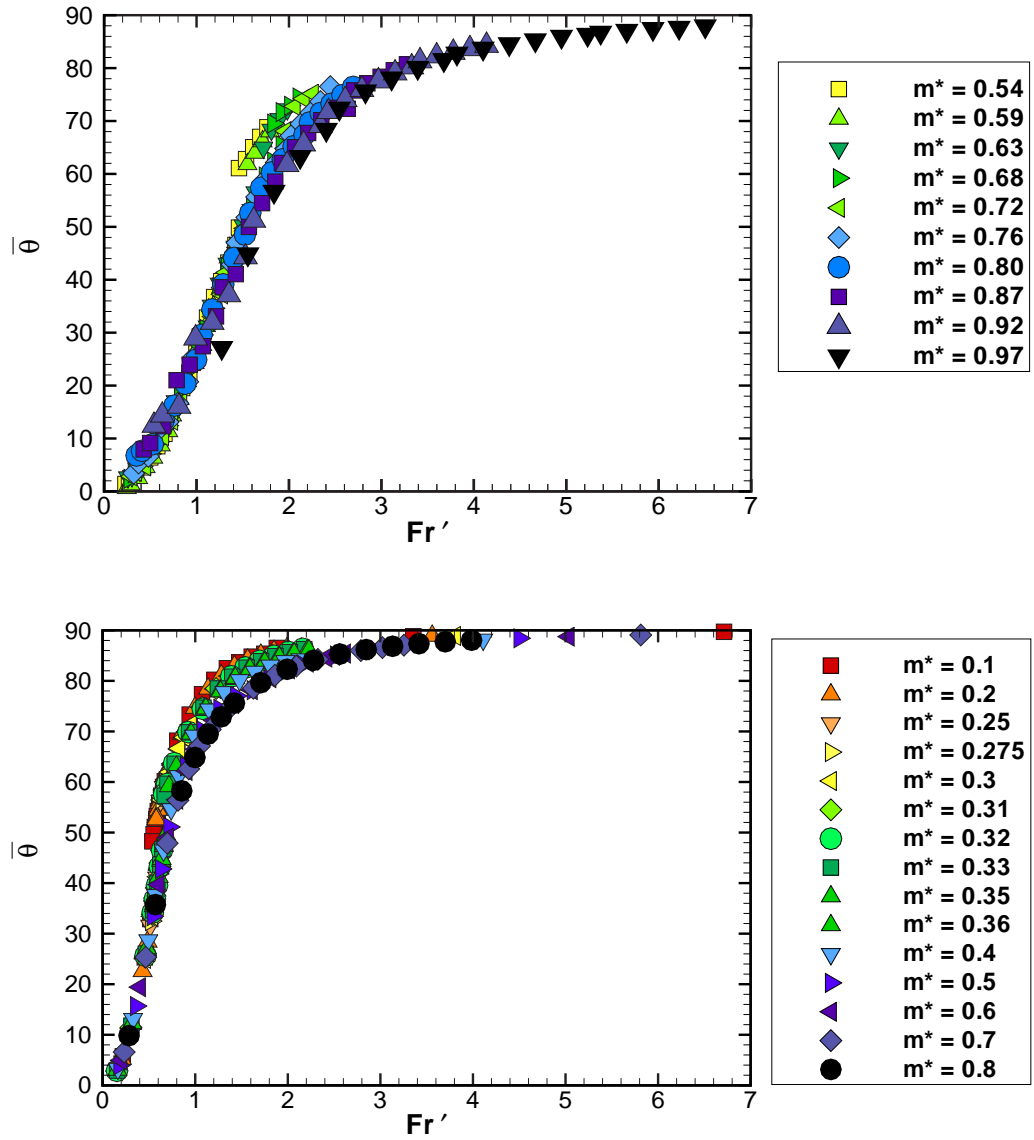 90
80
70
60
50
40
30
20
10
0
θ
0 1 2 3 4 5 6 7
Fr ′
m* = 0.54
m* = 0.59
m* = 0.63
m* = 0.68
m* = 0.72
m* = 0.76
m* = 0.80
m* = 0.87
m* = 0.92
m* = 0.97
90
80
70
60
50
40
30
20
10
0
θ
0 1 2 3 4 5 6 7
Fr ′
m* = 0.1
m* = 0.2
m* = 0.25
m* = 0.275
m* = 0.3
m* = 0.31
m* = 0.32
m* = 0.33
m* = 0.35
m* = 0.36
m* = 0.4
m* = 0.5
m* = 0.6
m* = 0.7
m* = 0.8